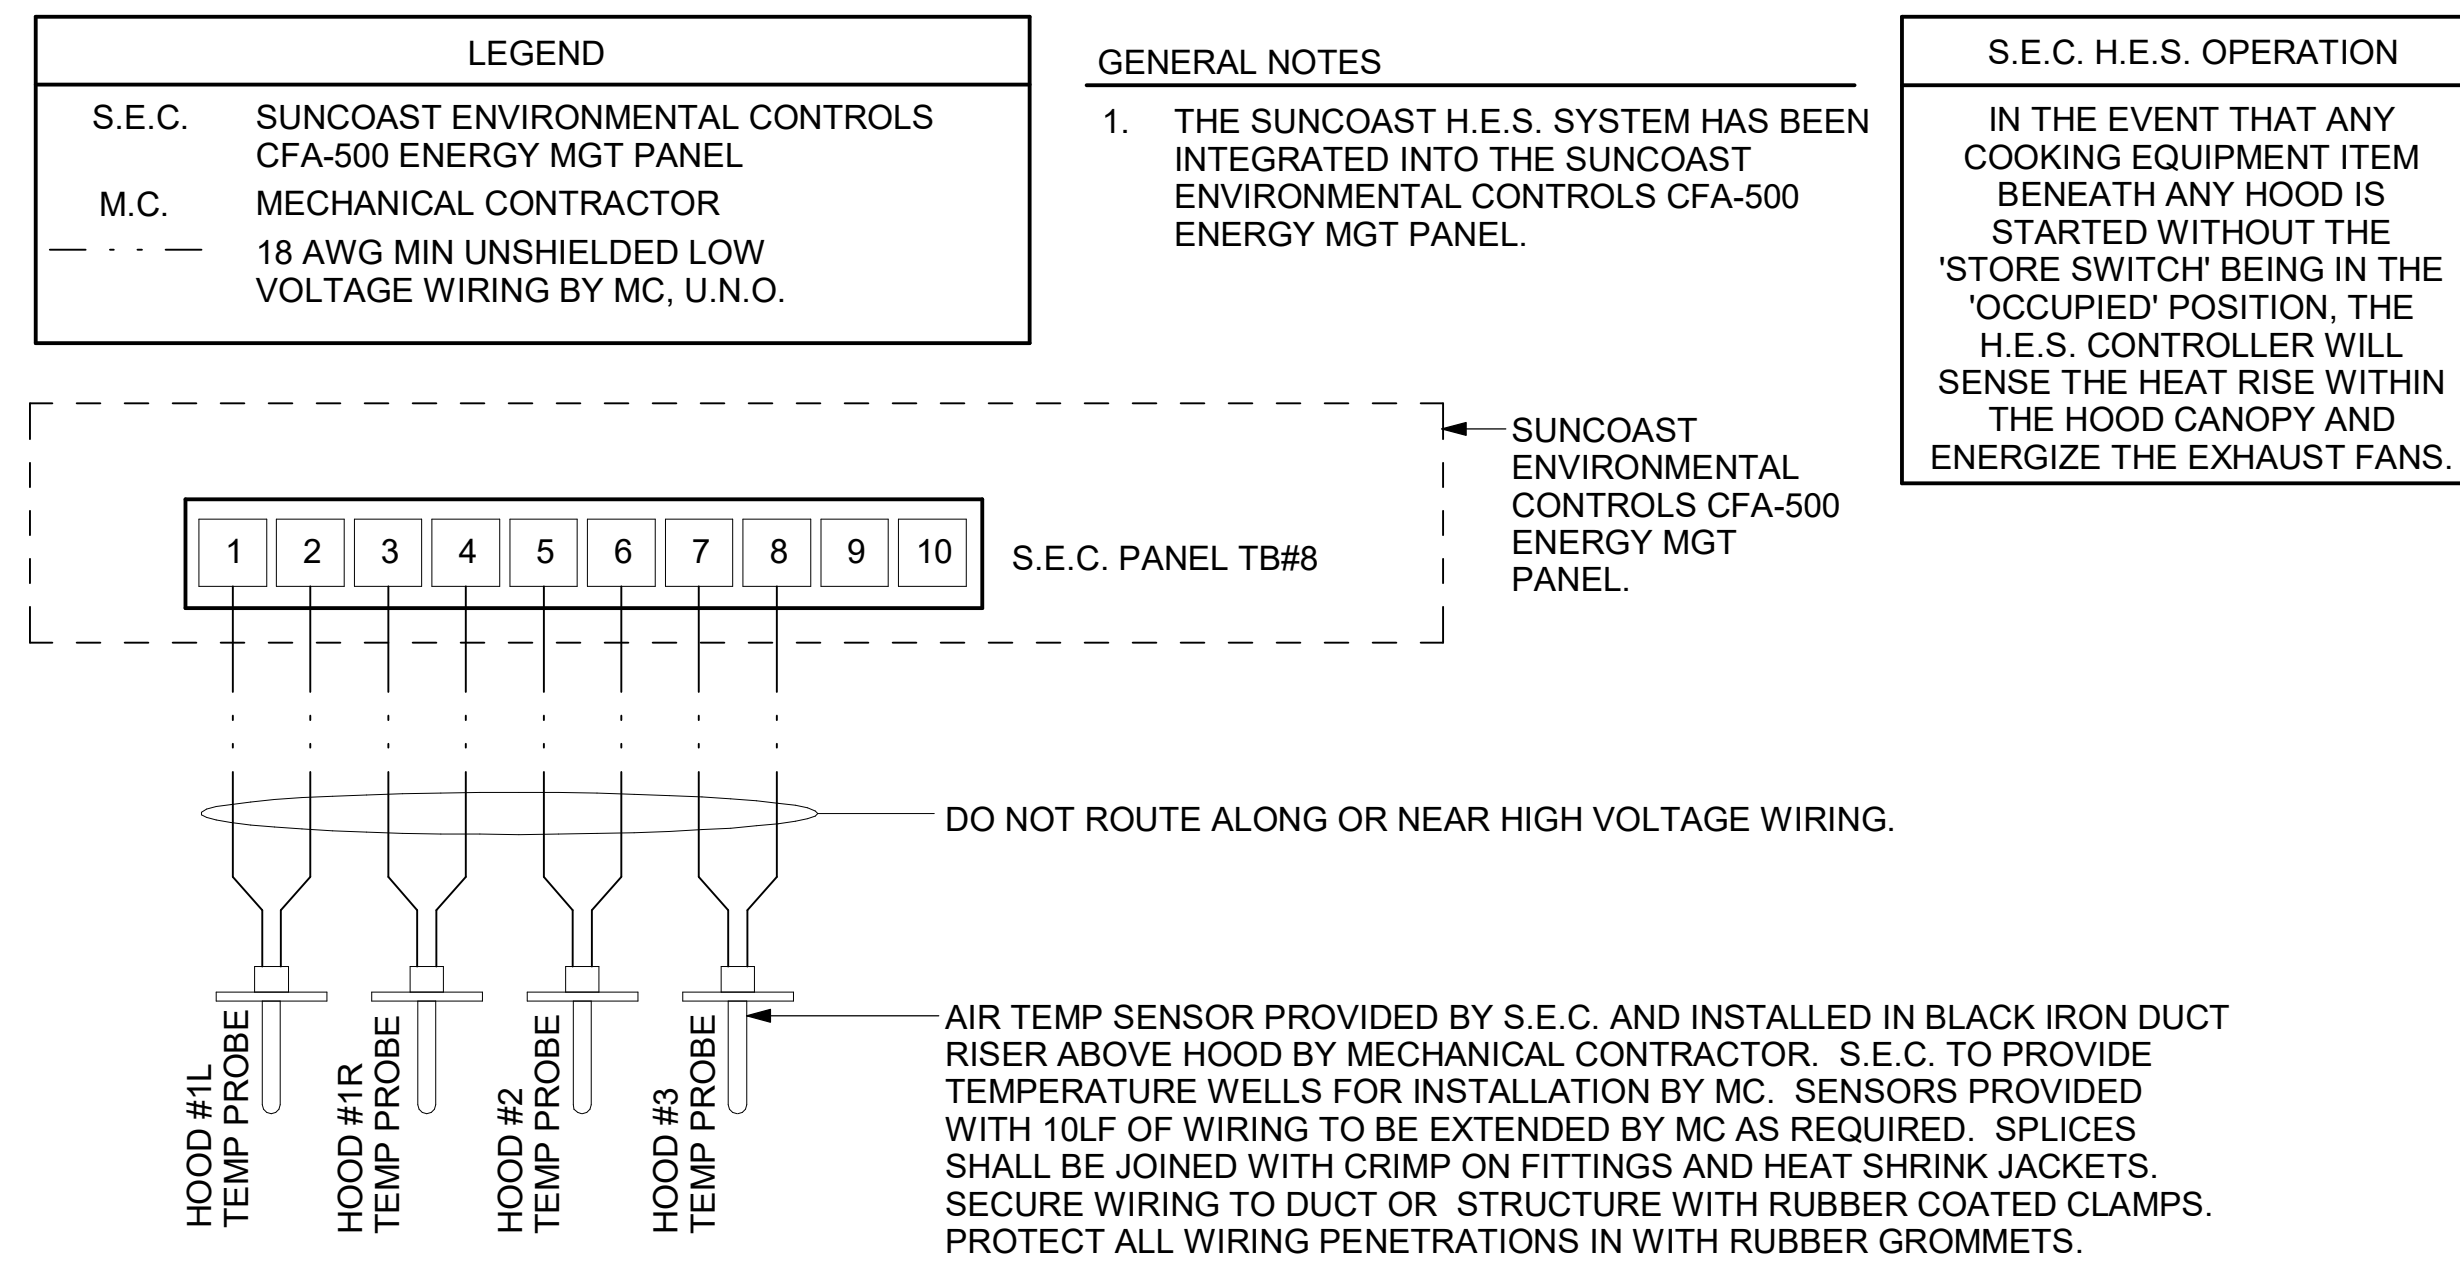 LEGEND
S.E.C. SUNCOAST ENVIRONMENTAL CONTROLS
CFA-500 ENERGY MGT PANEL
M.C. MECHANICAL CONTRACTOR
18 AWG MIN UNSHIELDED LOW
VOLTAGE WIRING BY MC, U.N.O.
GENERAL NOTES
1. THE SUNCOAST H.E.S. SYSTEM HAS BEEN
INTEGRATED INTO THE SUNCOAST
ENVIRONMENTAL CONTROLS CFA-500
ENERGY MGT PANEL.
S.E.C. H.E.S. OPERATION
IN THE EVENT THAT ANY
COOKING EQUIPMENT ITEM
BENEATH ANY HOOD IS
STARTED WITHOUT THE
'STORE SWITCH' BEING IN THE
'OCCUPIED' POSITION, THE
H.E.S. CONTROLLER WILL
SENSE THE HEAT RISE WITHIN
THE HOOD CANOPY AND
ENERGIZE THE EXHAUST FANS.
SUNCOAST
ENVIRONMENTAL
CONTROLS CFA-500
ENERGY MGT
PANEL.
1 2 3 4 5 6 7 8 9 10
S.E.C. PANEL TB#8
DO NOT ROUTE ALONG OR NEAR HIGH VOLTAGE WIRING.
HOOD #1L
TEMP PROBE
HOOD #1R
TEMP PROBE
HOOD #2
TEMP PROBE
HOOD #3
TEMP PROBE
AIR TEMP SENSOR PROVIDED BY S.E.C. AND INSTALLED IN BLACK IRON DUCT
RISER ABOVE HOOD BY MECHANICAL CONTRACTOR. S.E.C. TO PROVIDE
TEMPERATURE WELLS FOR INSTALLATION BY MC. SENSORS PROVIDED
WITH 10LF OF WIRING TO BE EXTENDED BY MC AS REQUIRED. SPLICES
SHALL BE JOINED WITH CRIMP ON FITTINGS AND HEAT SHRINK JACKETS.
SECURE WIRING TO DUCT OR STRUCTURE WITH RUBBER COATED CLAMPS.
PROTECT ALL WIRING PENETRATIONS IN WITH RUBBER GROMMETS.